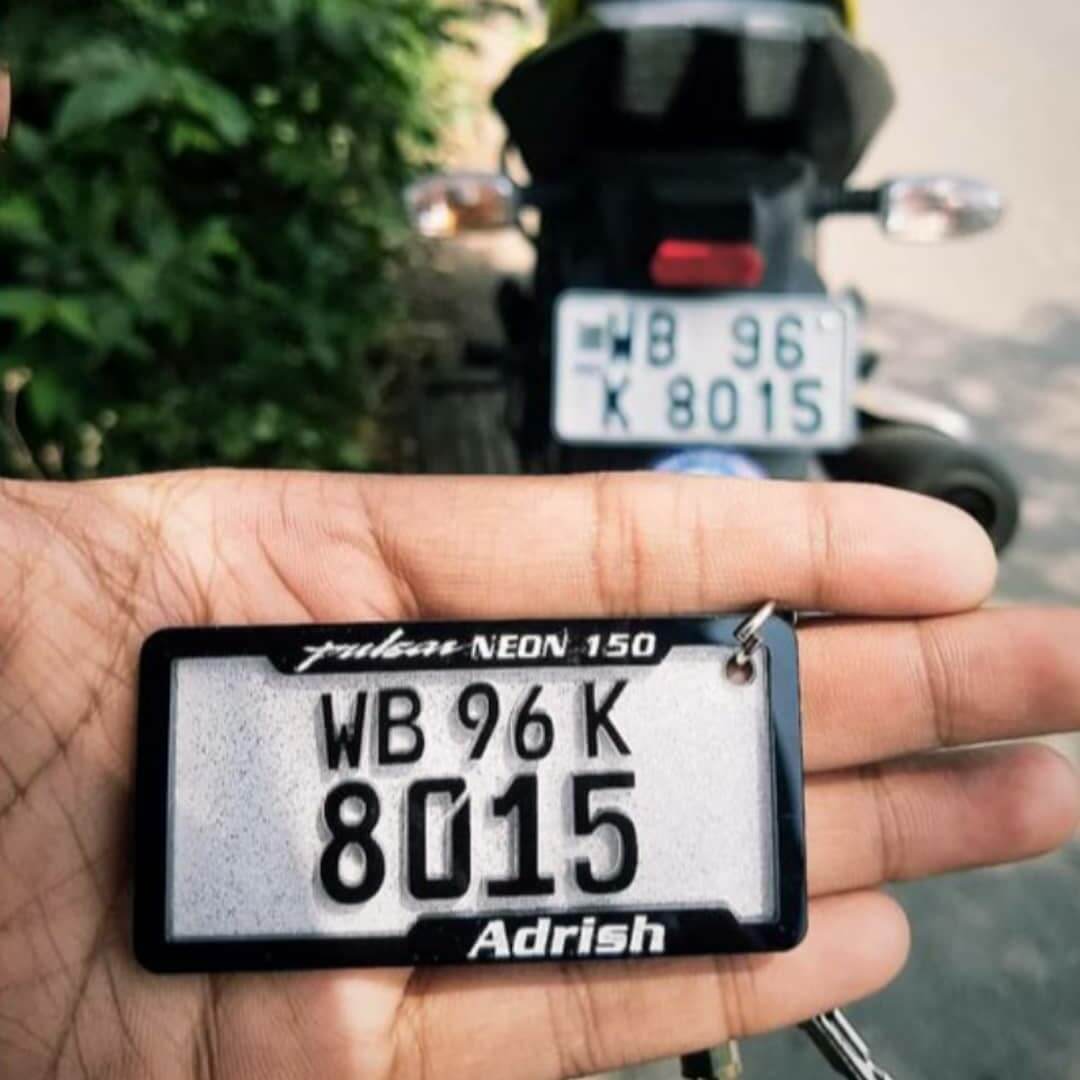 WB 96
K 8015
pulsar NEON 150
WB 96 K
8015
Adrish